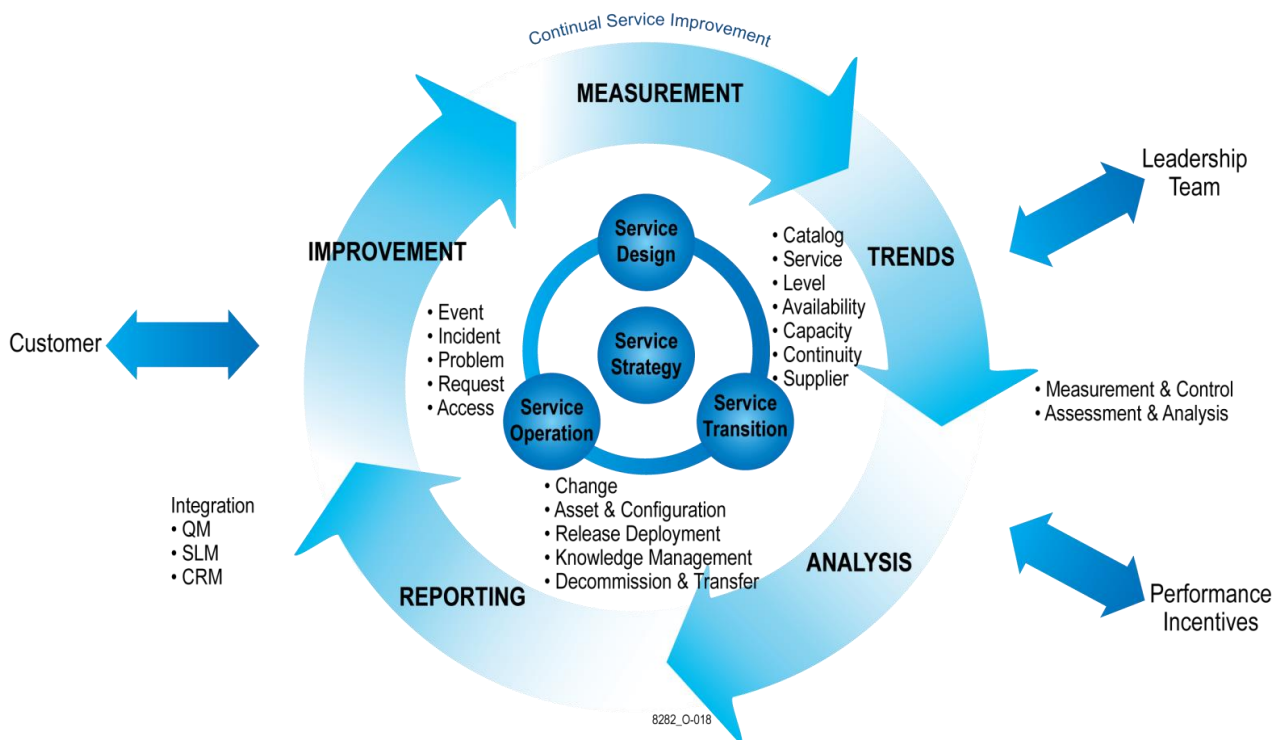 Continual Service Improvement
MEASUREMENT
Leadership
Team
TRENDS
IMPROVEMENT
Service
Design
• Catalog
• Service
• Level
• Availability
• Capacity
• Continuity
• Supplier
• Event
• Incident
• Problem
• Request
• Access
Service
Strategy
Customer
Service
Operation
Service
Transition
• Measurement & Control
• Assessment & Analysis
• Change
• Asset & Configuration
• Release Deployment
• Knowledge Management
• Decommission & Transfer
Integration
• QM
• SLM
• CRM
ANALYSIS
REPORTING
Performance
Incentives
8282_O-018